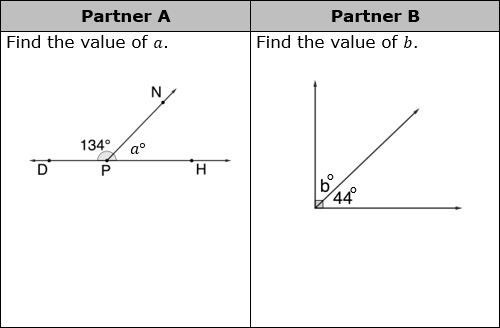 Partner A
Partner B
Find the value of a.
Find the value of b.
N
134° a°
D P H
b°
44°